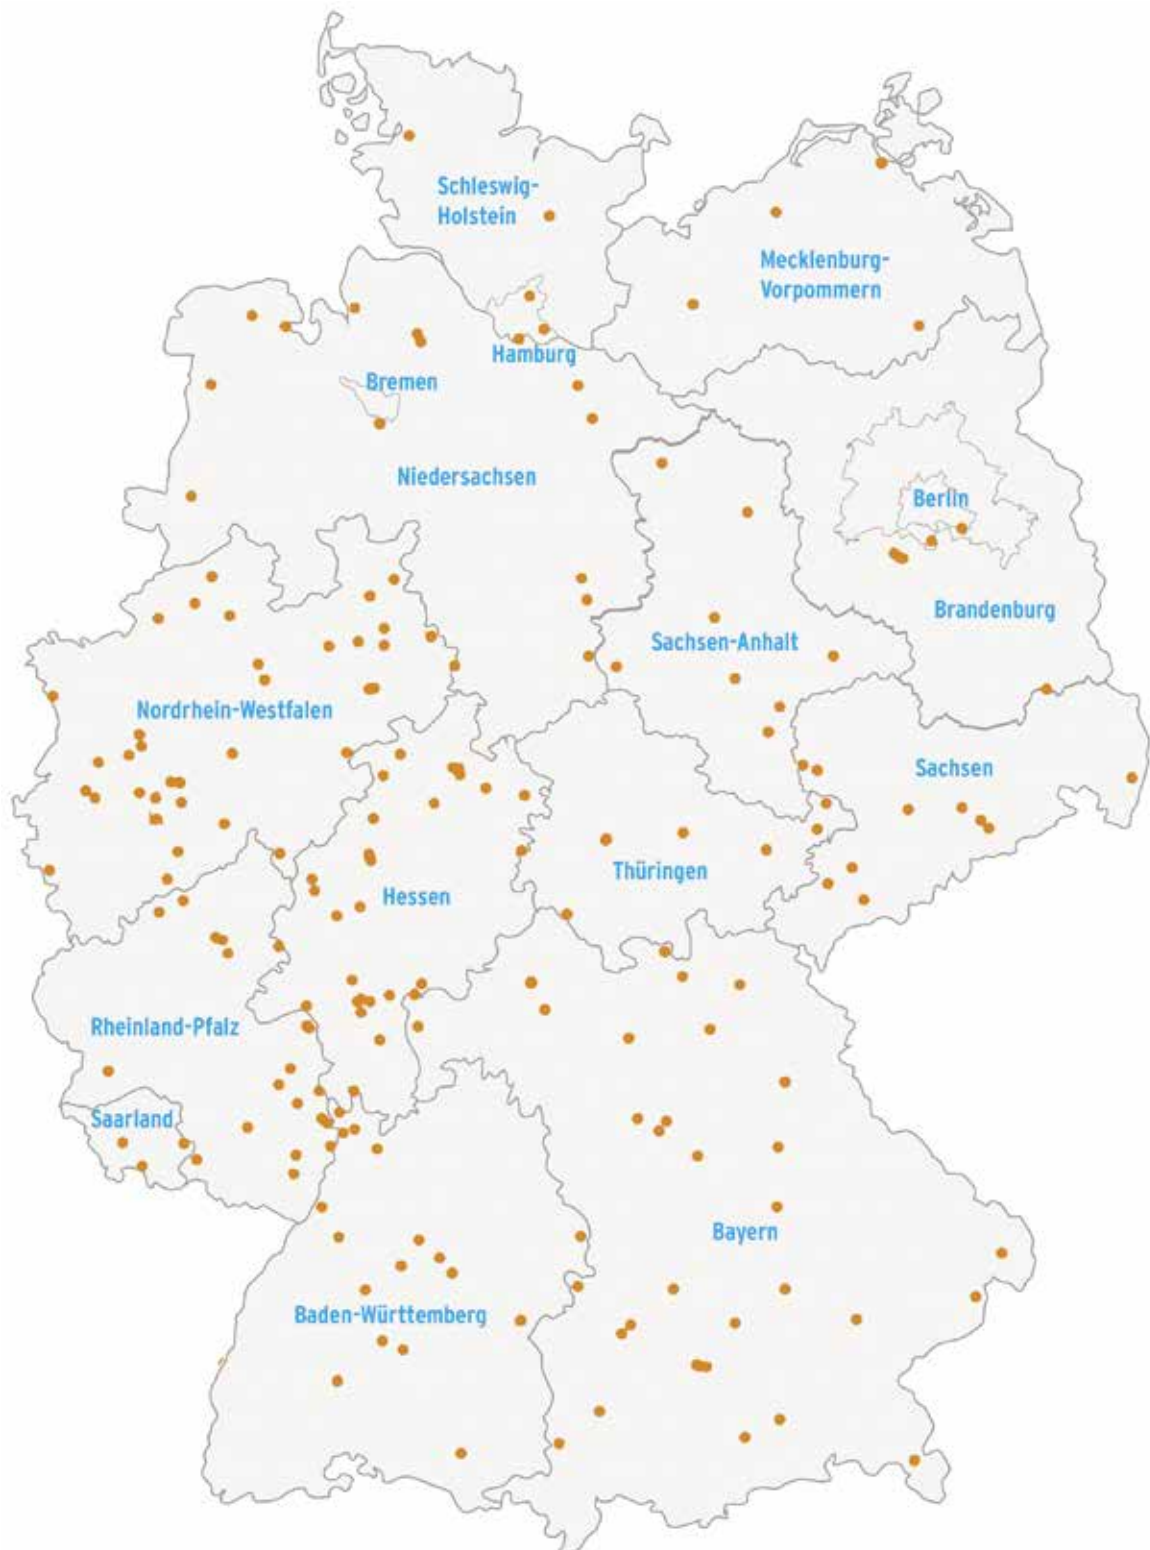 Schleswig-
Holstein
Mecklenburg-
Vorpommern
Hamburg
Bremen
Niedersachsen
Berlin
Brandenburg
Sachsen-Anhalt
Nordrhein-Westfalen
Sachsen
Thüringen
Hessen
Rheinland-Pfalz
Saarland
Bayern
Baden-Württemberg